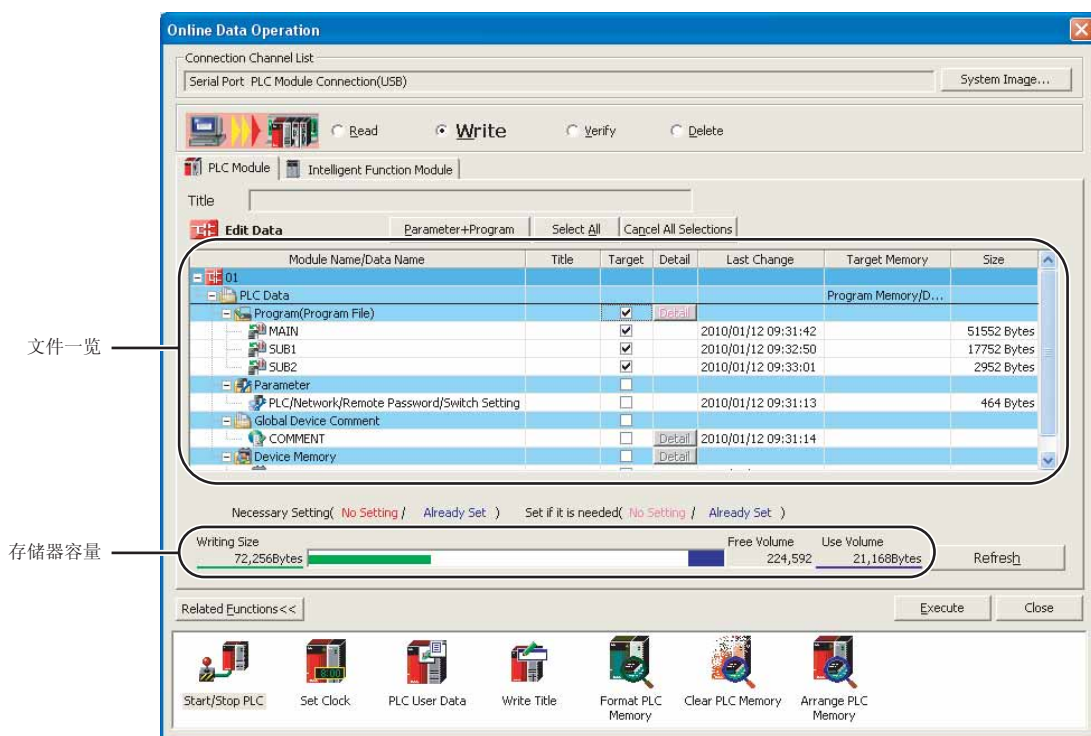 Online Data Operation
Connection Channel List
Serial Port PLC Module Connection(USB)
System Image...
Read
Write
Verify
Delete
PLC Module
Intelligent Function Module
Title
Edit Data
Parameter+Program
Select All
Cancel All Selections
Module Name/Data Name Title Target Detail Last Change Target Memory Size
01
PLC Data Program Memory/D...
Program(Program File) Detail
MAIN 2010/01/12 09:31:42 51552 Bytes
文件一览
SUB1 2010/01/12 09:32:50 17752 Bytes
SUB2 2010/01/12 09:33:01 2952 Bytes
Parameter
PLC/Network/Remote Password/Switch Setting 2010/01/12 09:31:13 464 Bytes
Global Device Comment
COMMENT Detail 2010/01/12 09:31:14
Device Memory Detail
Necessary Setting( No Setting / Already Set ) Set if it is needed( No Setting / Already Set )
存储器容量
Writing Size Free Volume Use Volume
72,256Bytes 224,592 21,168Bytes
Refresh
Related Functions<<
Execute
Close
8:00
Start/Stop PLC
Set Clock
PLC User Data
Write Title
Format PLC
Memory
Clear PLC Memory
Arrange PLC
Memory